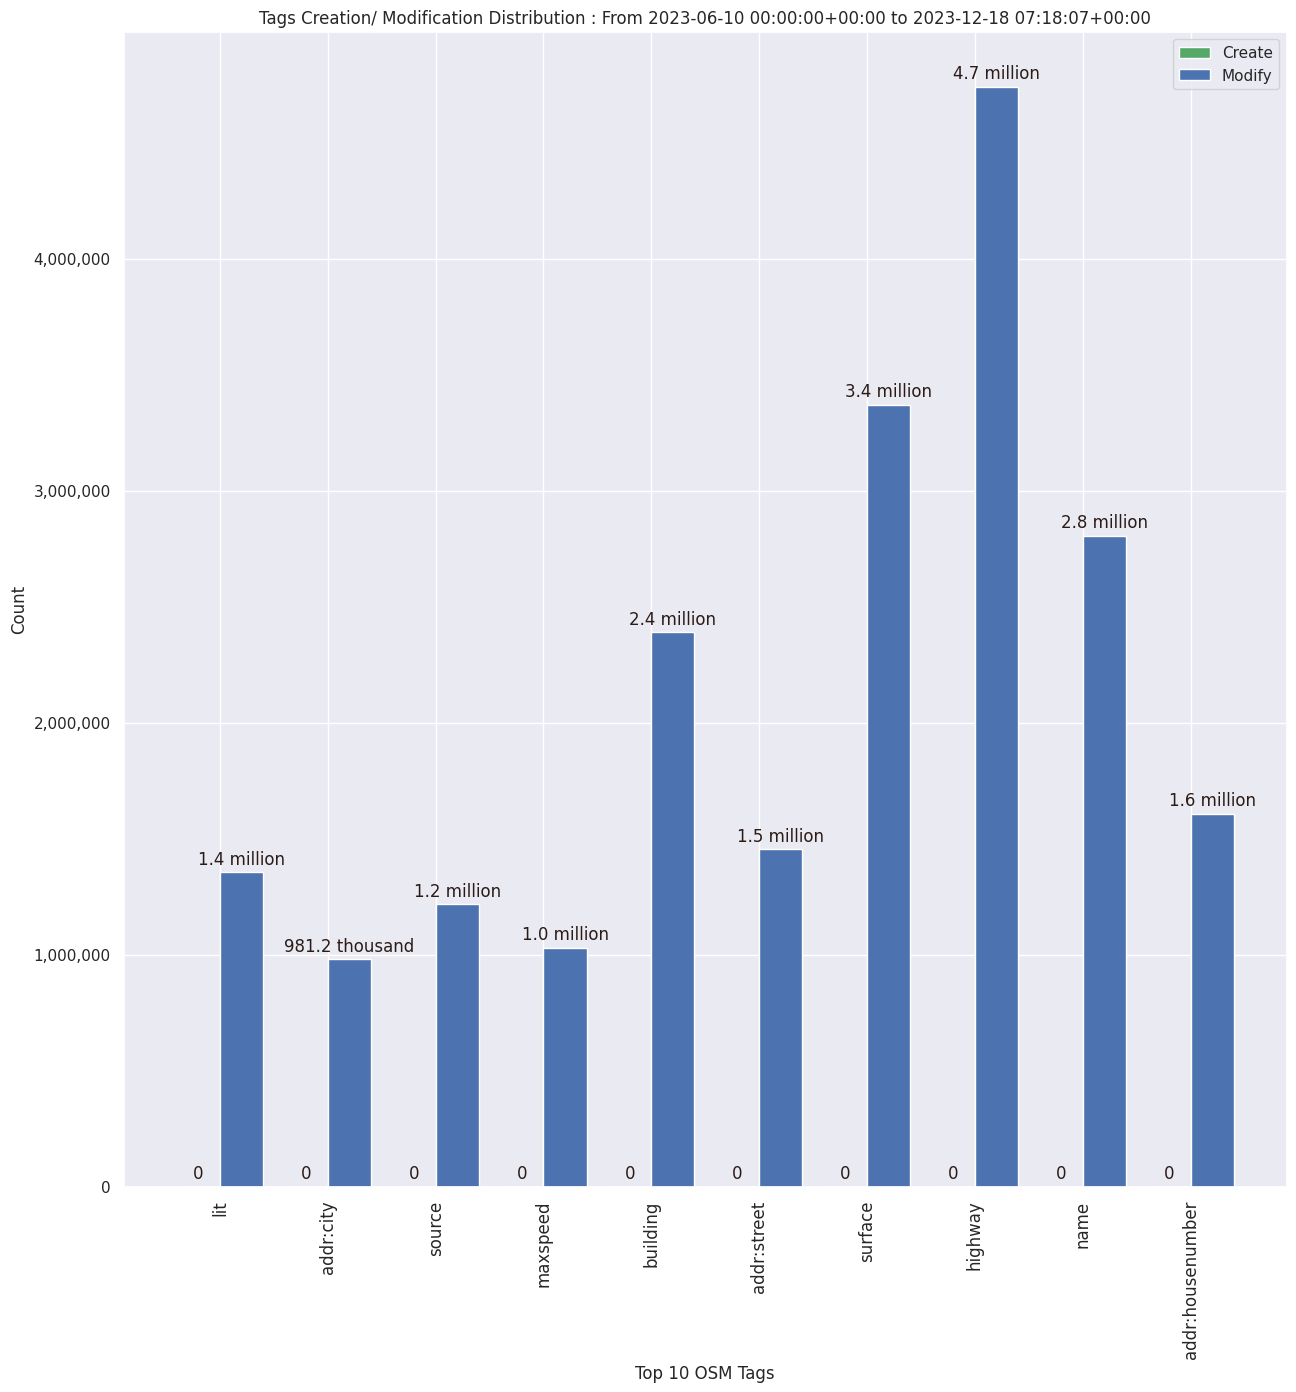 Tags Creation/ Modification Distribution : From 2023-06-10 00:00:00+00:00 to 2023-12-18 07:18:07+00:00
Create
Modify
4.7 million
4,000,000
3.4 million
3,000,000
2.8 million
Count
2.4 million
2,000,000
1.6 million
1.5 million
1.4 million
1.2 million
1.0 million
981.2 thousand
1,000,000
0 0 0 0 0 0 0 0 0 0
0
lit
addr:city
source
maxspeed
building
addr:street
surface
highway
name
addr:housenumber
Top 10 OSM Tags